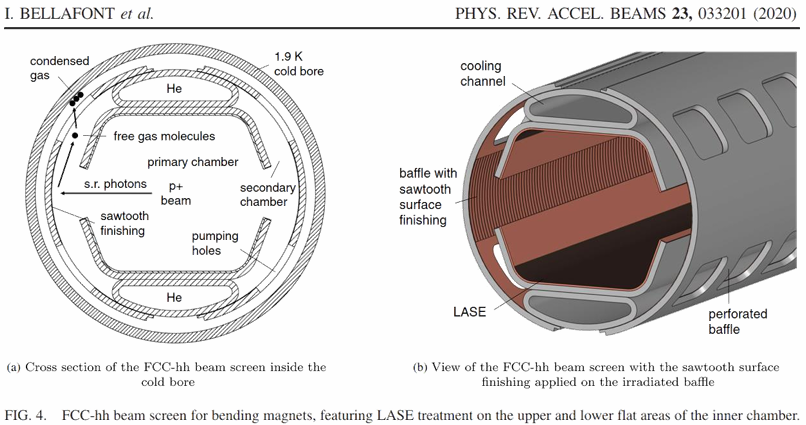 I. BELLAFONT et al.
PHYS. REV. ACCEL. BEAMS 23, 033201 (2020)
condensed
gas
1.9 K
cold bore
He
free gas molecules
primary chamber
s.r. photons
p+
beam
secondary
chamber
sawtooth
finishing
pumping
holes
He
cooling
channel
baffle with
sawtooth
surface
finishing
LASE
perforated
baffle
(a) Cross section of the FCC-hh beam screen inside the
cold bore
(b) View of the FCC-hh beam screen with the sawtooth surface
finishing applied on the irradiated baffle
FIG. 4. FCC-hh beam screen for bending magnets, featuring LASE treatment on the upper and lower flat areas of the inner chamber.